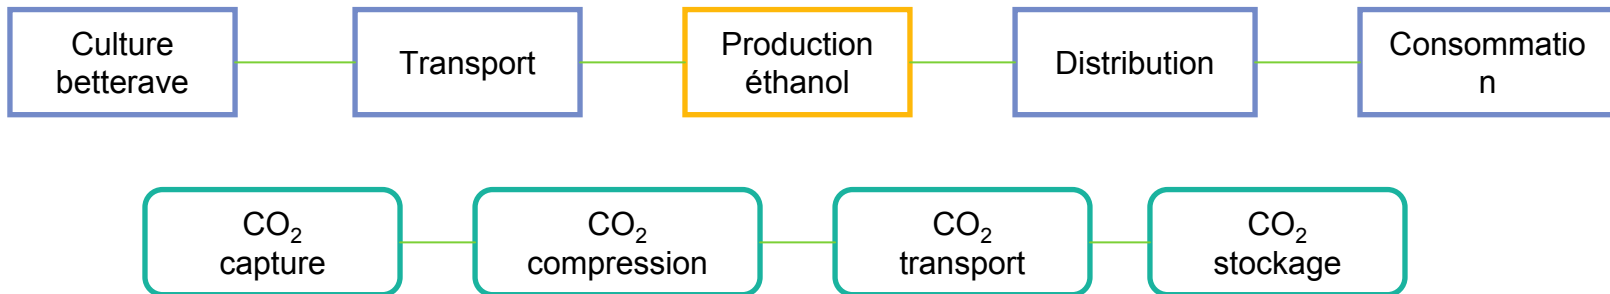 Culture
betterave
Transport
Production
éthanol
Distribution
Consommatio
n
CO₂
capture
CO₂
compression
CO₂
transport
CO₂
stockage